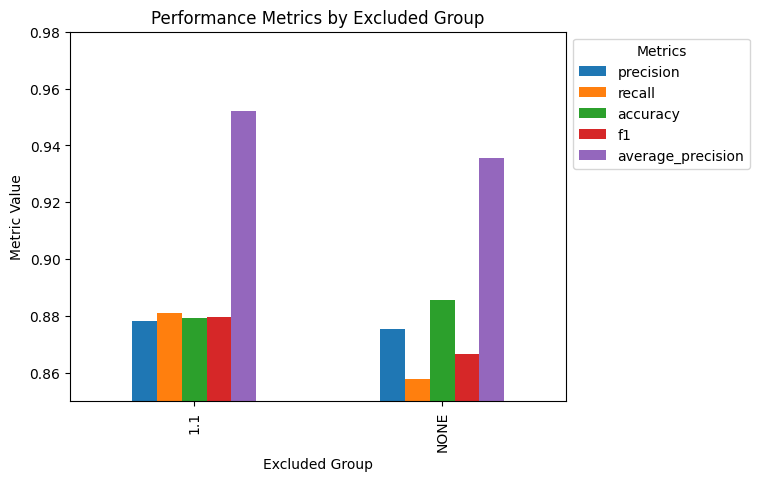 Performance Metrics by Excluded Group
Metric Value
0.98
0.96
0.94
0.92
0.90
0.88
0.86
1.1
NONE
Excluded Group
Metrics
precision
recall
accuracy
f1
average_precision